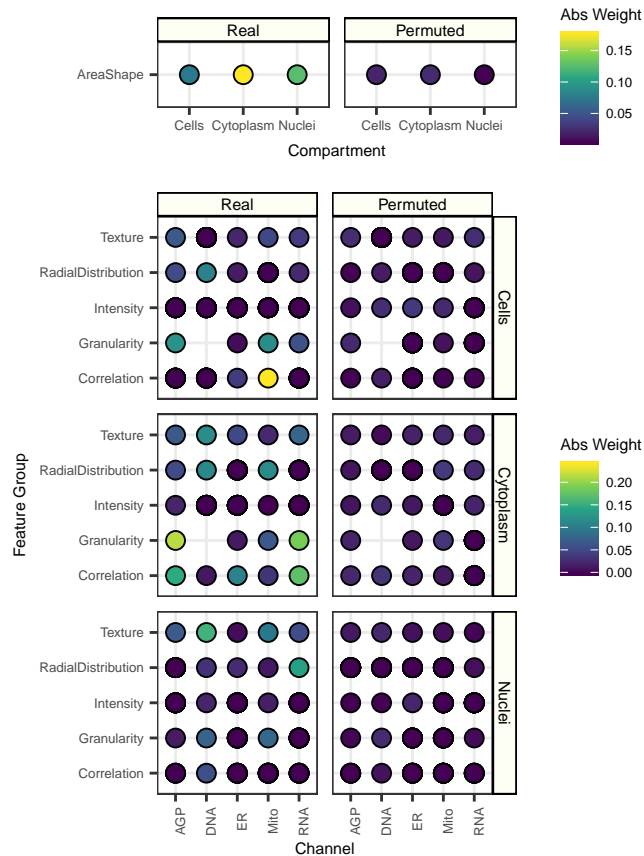 Real Permuted
AreaShape
Cells Cytoplasm Nuclei Cells Cytoplasm Nuclei
Compartment
Abs Weight
0.15
0.10
0.05
Real Permuted
Texture
RadialDistribution
Intensity
Granularity
Correlation
Cells
Texture
RadialDistribution
Intensity
Granularity
Correlation
Cytoplasm
Texture
RadialDistribution
Intensity
Granularity
Correlation
Nuclei
Feature Group
AGP DNA ER Mito RNA AGP DNA ER Mito RNA
Channel
Abs Weight
0.20
0.15
0.10
0.05
0.00